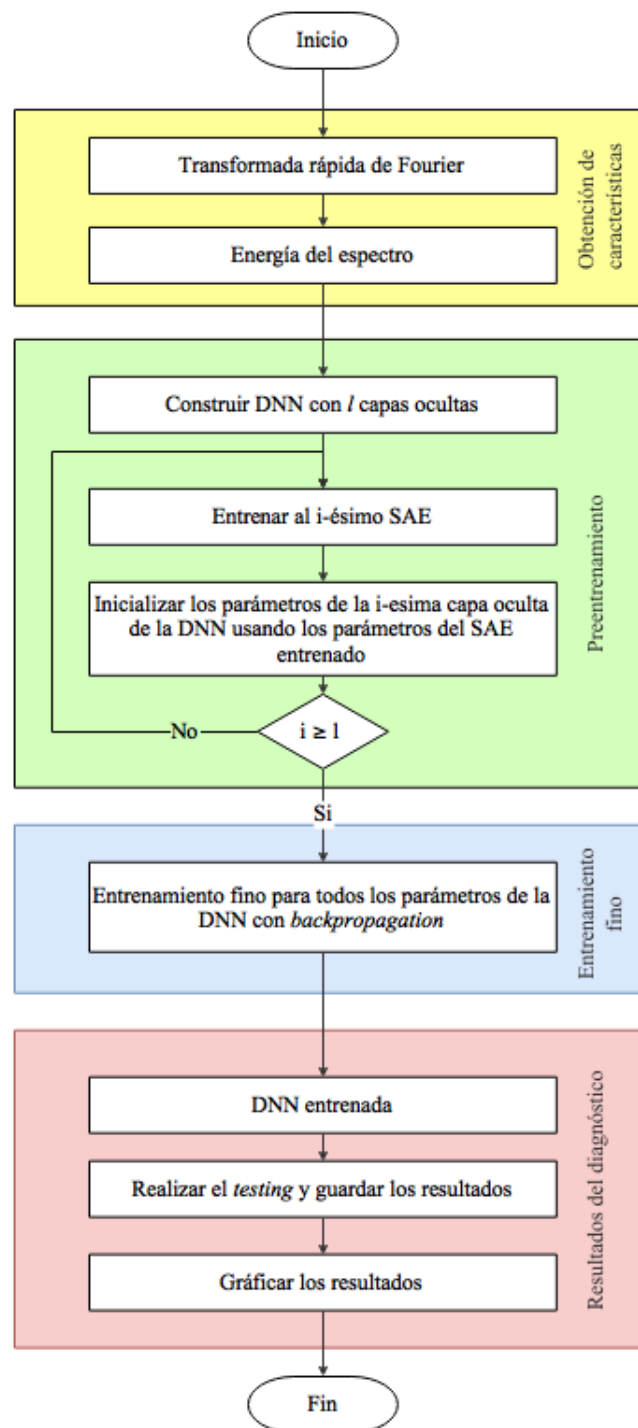 Inicio
Transformada rápida de Fourier
Energía del espectro
Obtención de
características
Construir DNN con l capas ocultas
Entrenar al i-ésimo SAE
Inicializar los parámetros de la i-esima capa oculta
de la DNN usando los parámetros del SAE
entrenado
i ≥ l
No
Si
Preentrenamiento
Entrenamiento fino para todos los parámetros de la
DNN con backpropagation
Entrenamiento
fino
DNN entrenada
Realizar el testing y guardar los resultados
Gráficar los resultados
Resultados del diagnóstico
Fin